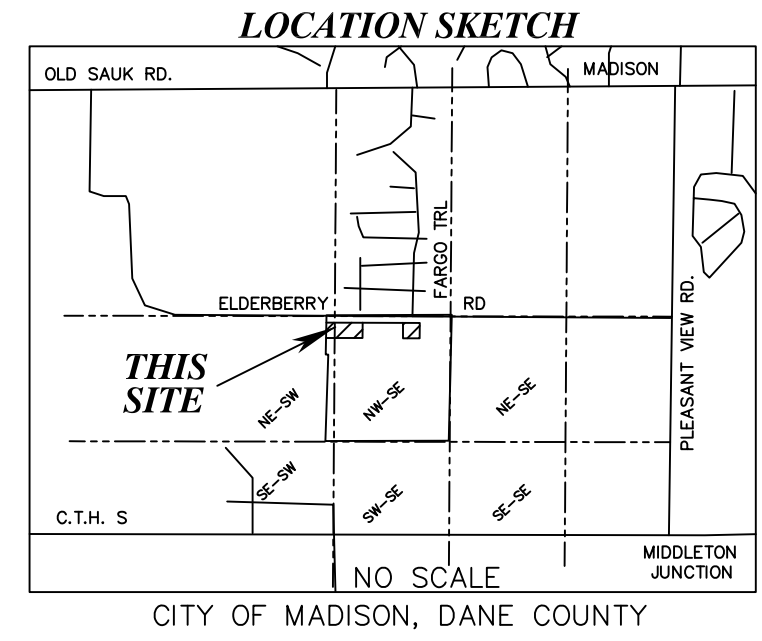 LOCATION SKETCH
OLD SAUK RD.
MADISON
FARGO TRL
ELDERBERRY RD
PLEASANT VIEW RD.
THIS
SITE
NE-SW
NW-SE
NE-SE
SE-SW
SW-SE
SE-SE
C.T.H. S
MIDDLETON
JUNCTION
NO SCALE
CITY OF MADISON, DANE COUNTY